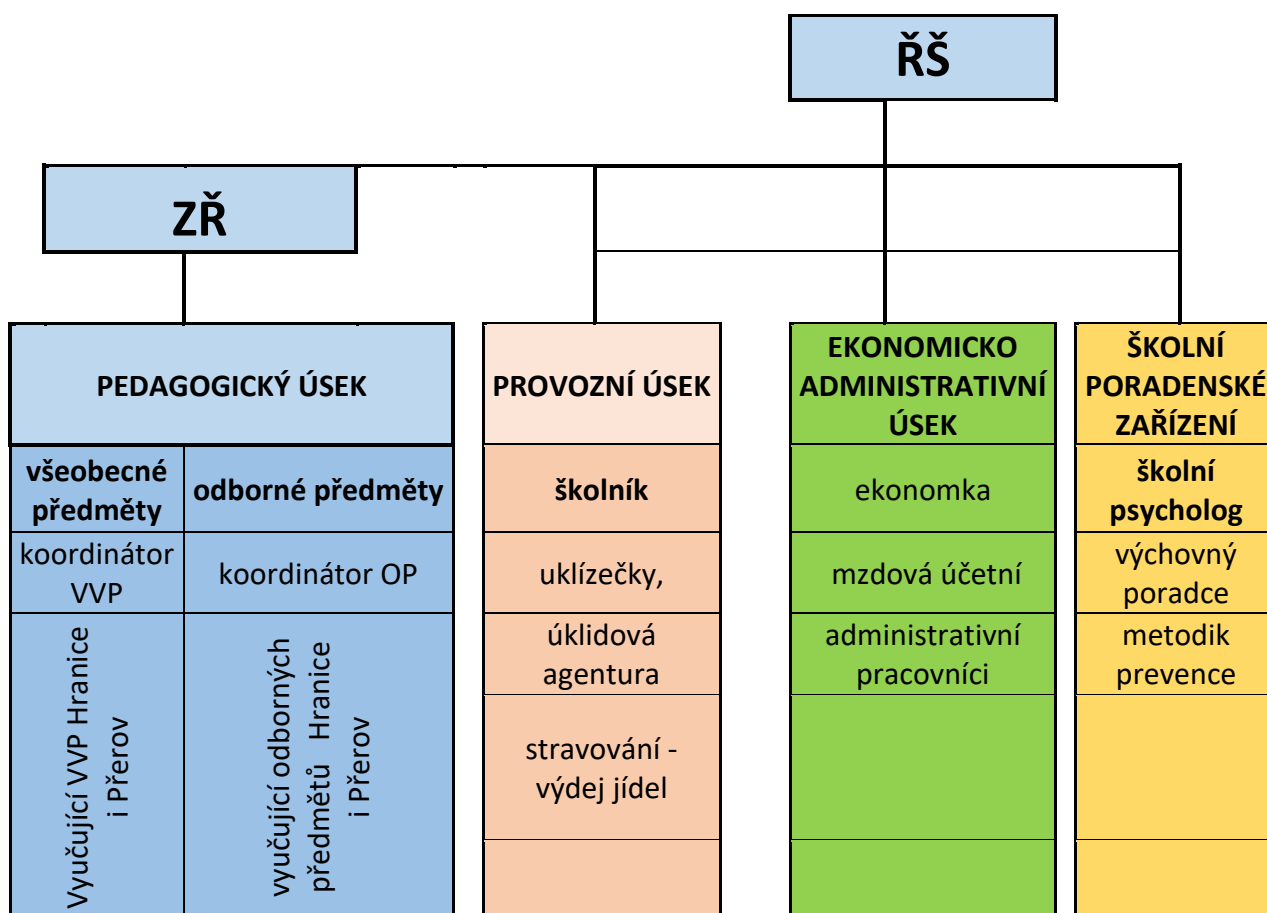 ŘŠ
ZŘ
PEDAGOGICKÝ ÚSEK
PROVOZNÍ ÚSEK
EKONOMICKO
ADMINISTRATIVNÍ
ÚSEK
ŠKOLNÍ
PORADENSKÉ
ZAŘÍZENÍ
všeobecné
předměty
odborné předměty
školník
ekonomka
školní
psycholog
koordinátor
VVP
koordinátor OP
uklízečky,
mzdová účetní
výchovný
poradce
úklidová
agentura
administrativní
pracovníci
metodik
prevence
Vyučující VVP Hranice
i Přerov
vyučující odborných
předmětů Hranice
i Přerov
stravování -
výdej jídel